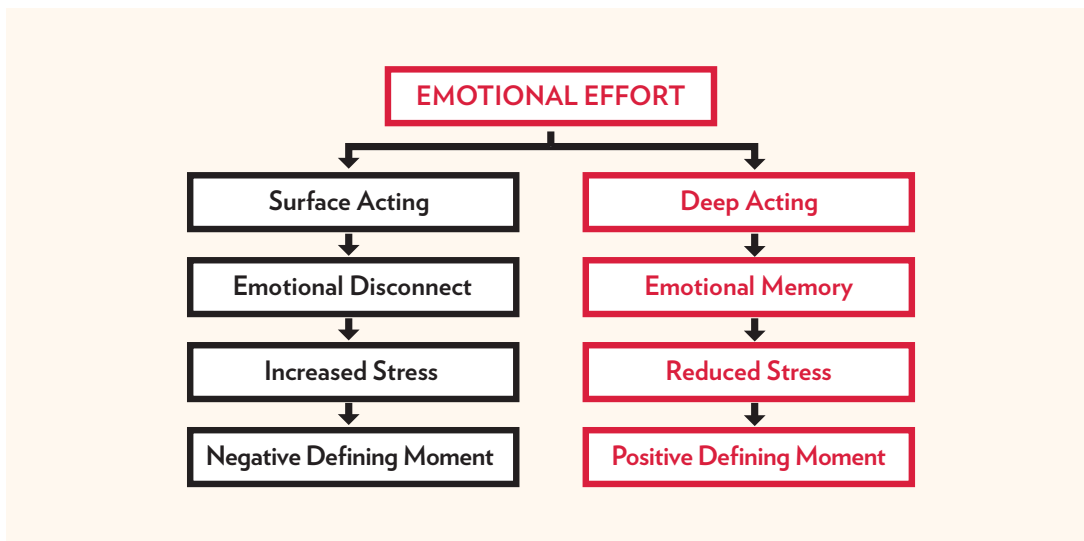 EMOTIONAL EFFORT
Surface Acting
Deep Acting
Emotional Disconnect
Emotional Memory
Increased Stress
Reduced Stress
Negative Defining Moment
Positive Defining Moment